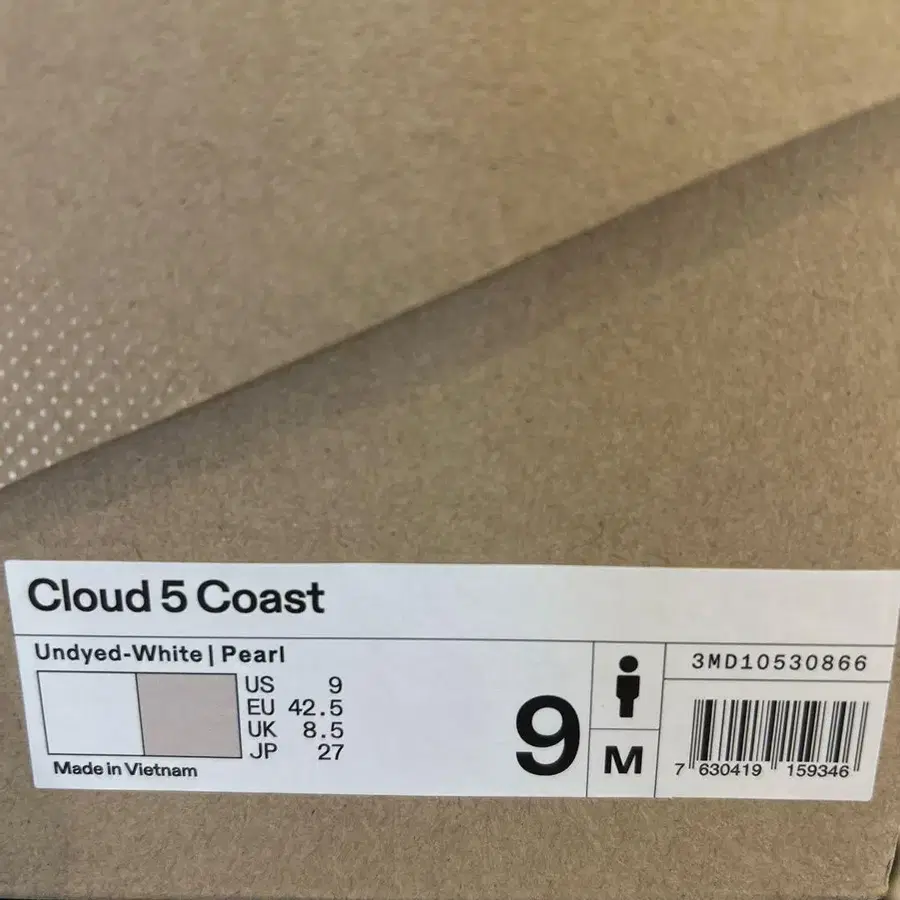 Cloud 5 Coast
Undyed-White | Pearl
US 9
EU 42.5
UK 8.5
JP 27
Made in Vietnam
9
M
3MD10530866
7 630419 159346